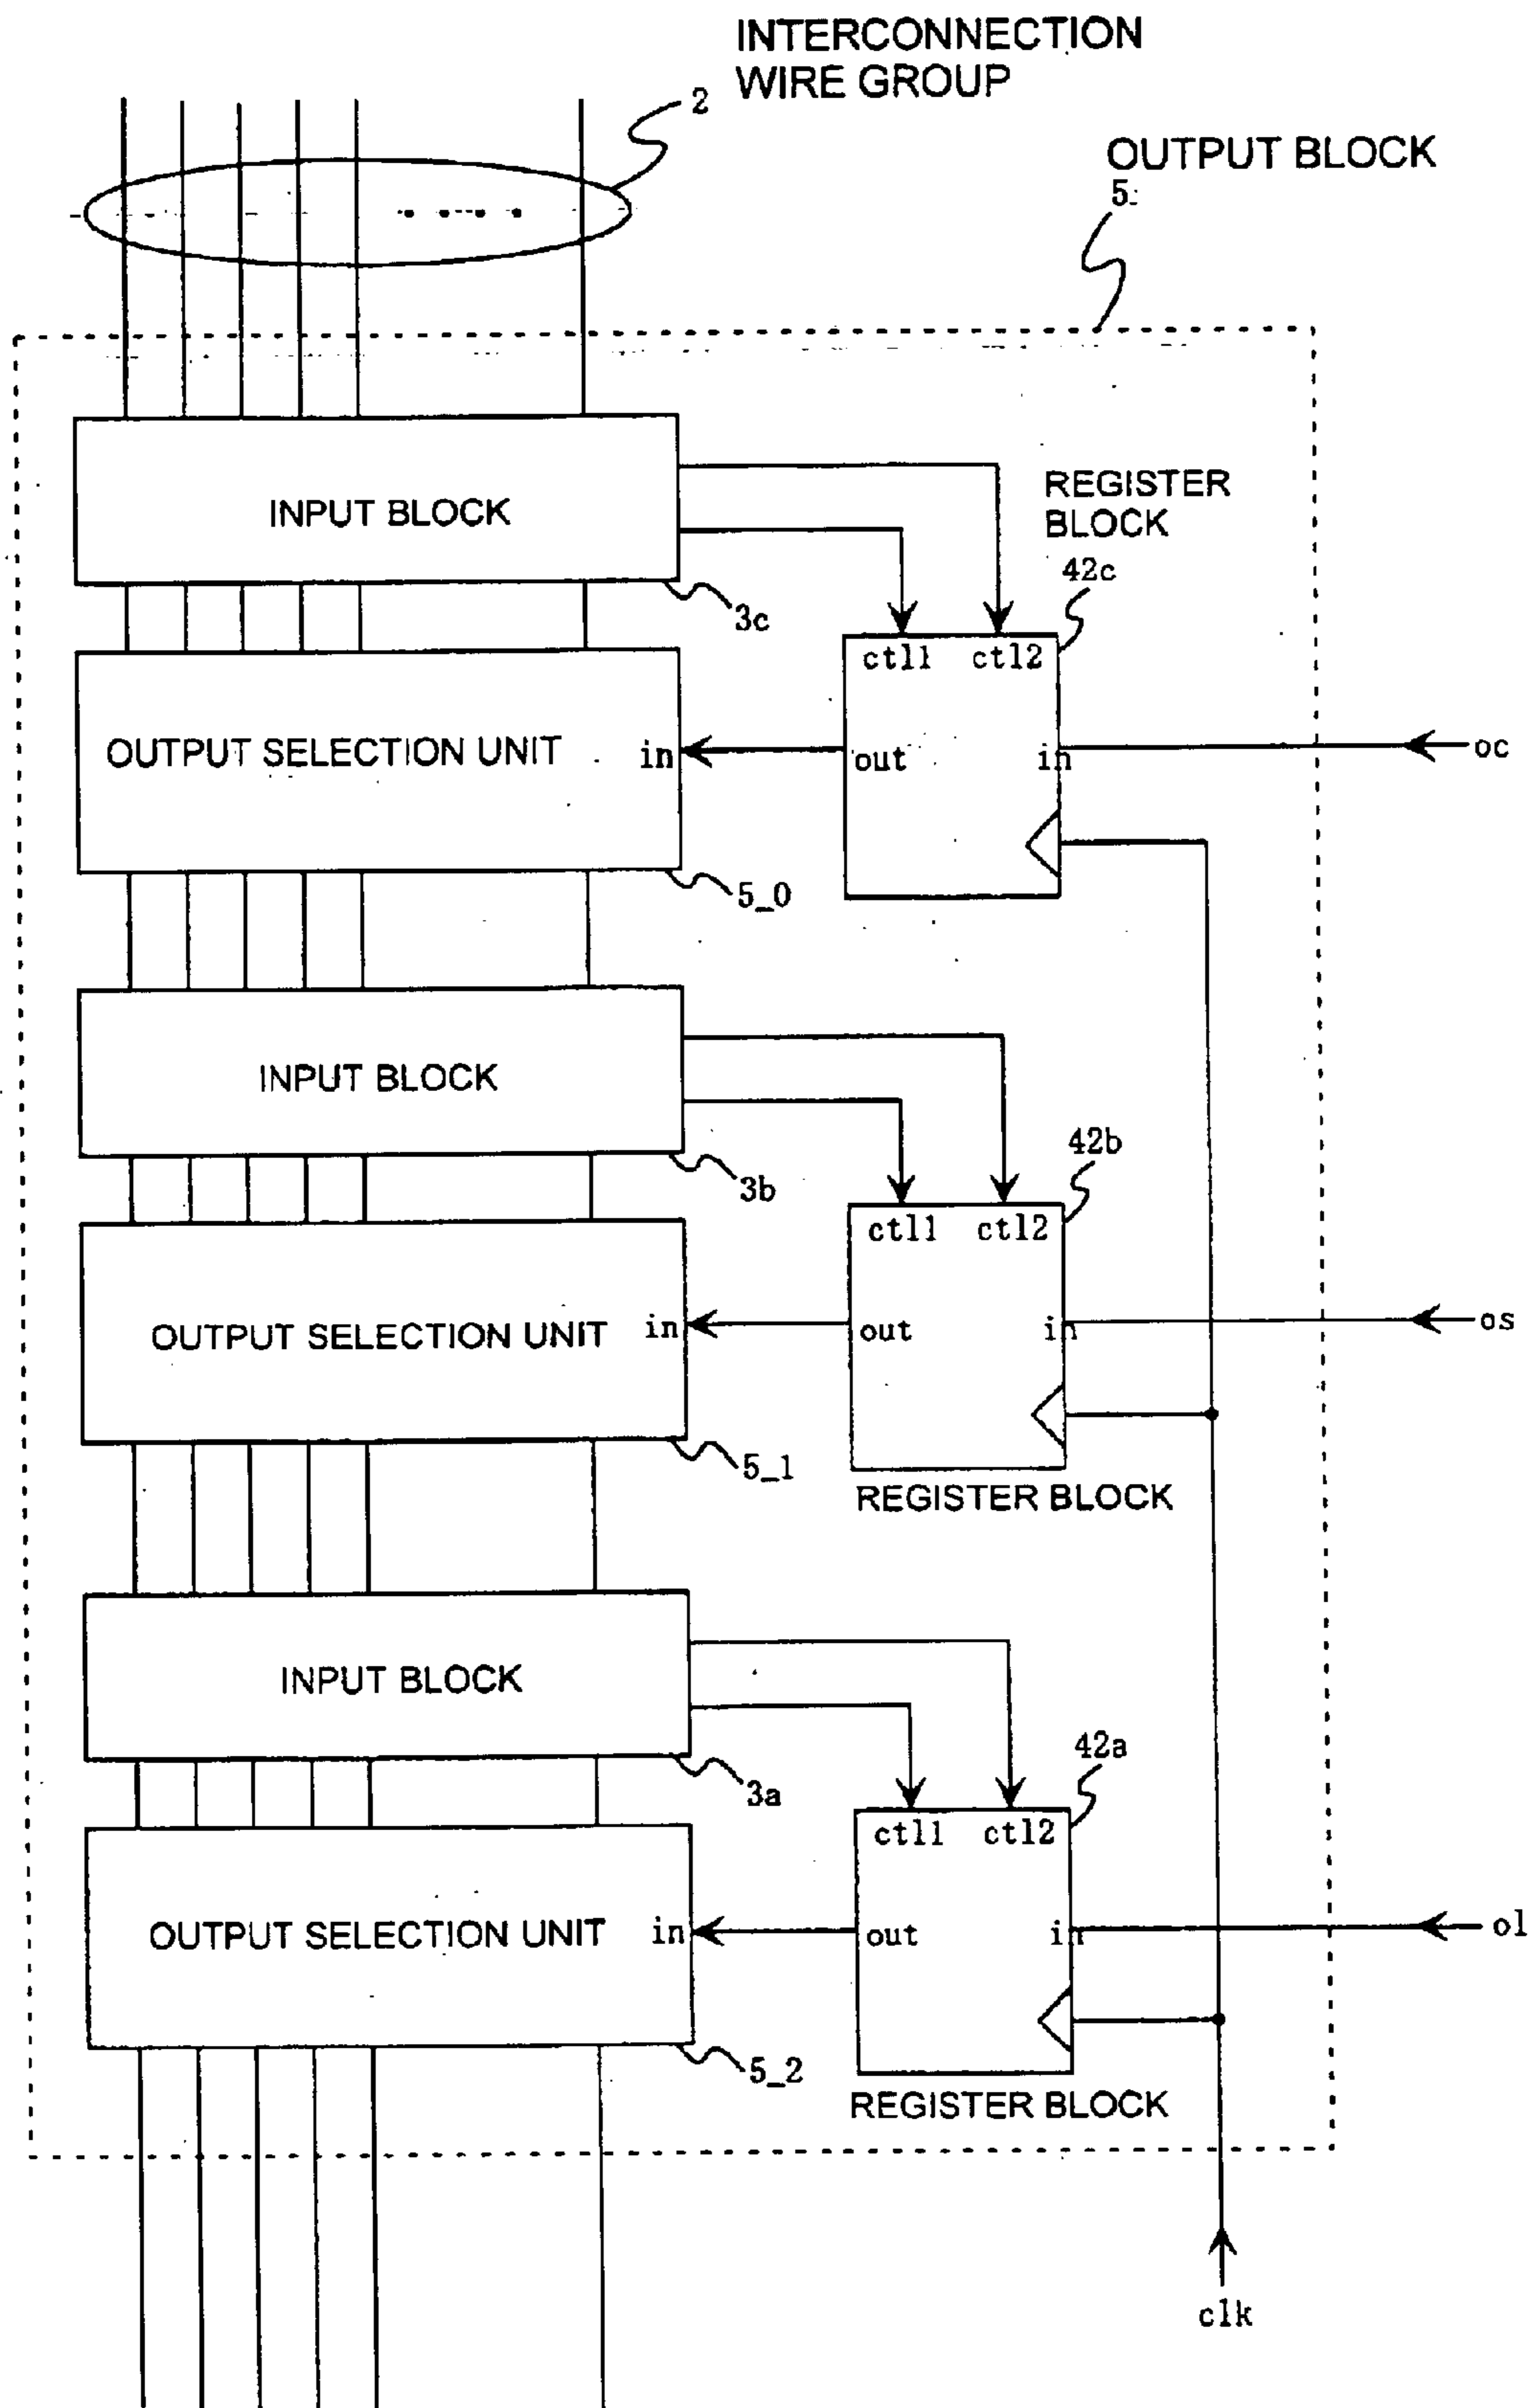 INTERCONNECTION
WIRE GROUP
2
OUTPUT BLOCK
5
INPUT BLOCK
REGISTER
BLOCK
42c
3c
ctl1 ctl2
OUTPUT SELECTION UNIT
in
out
in
oc
5_0
INPUT BLOCK
42b
3b
ctl1 ctl2
OUTPUT SELECTION UNIT
in
out
in
os
5_1
REGISTER BLOCK
INPUT BLOCK
42a
3a
ctl1 ctl2
OUTPUT SELECTION UNIT
in
out
in
ol
5_2
REGISTER BLOCK
clk